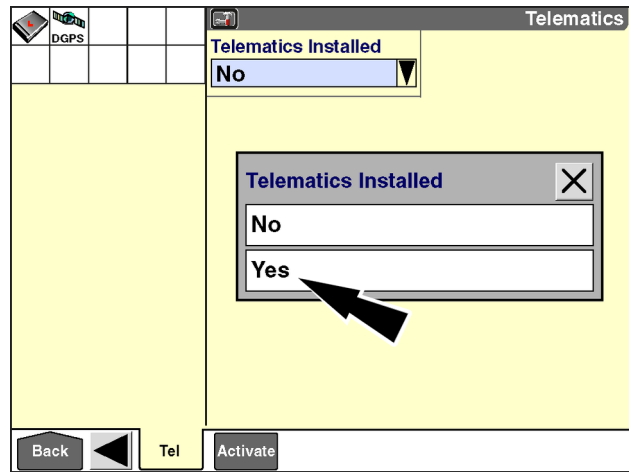 DGPS
Telematics
Telematics Installed
No
Telematics Installed
No
Yes
Back
Tel
Activate